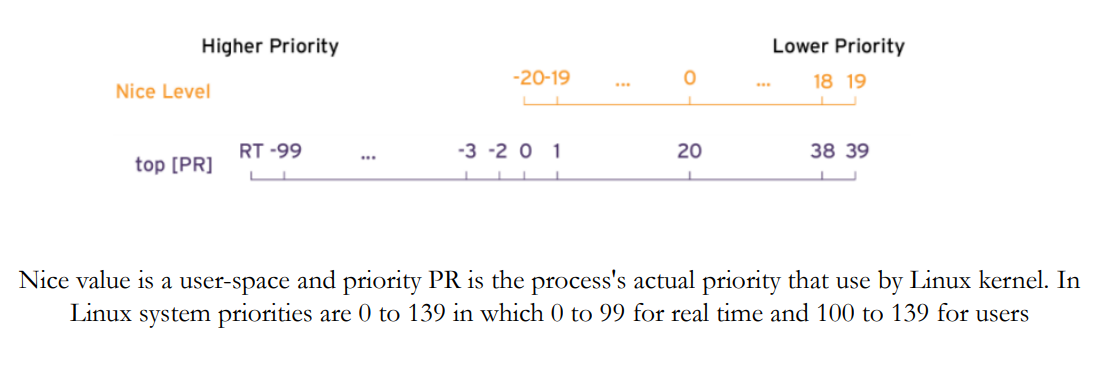 Higher Priority Lower Priority
Nice Level -20-19 ... 0 ... 18 19
top [PR] RT -99 ... -3 -2 0 1 20 38 39
Nice value is a user-space and priority PR is the process's actual priority that use by Linux kernel. In
Linux system priorities are 0 to 139 in which 0 to 99 for real time and 100 to 139 for users